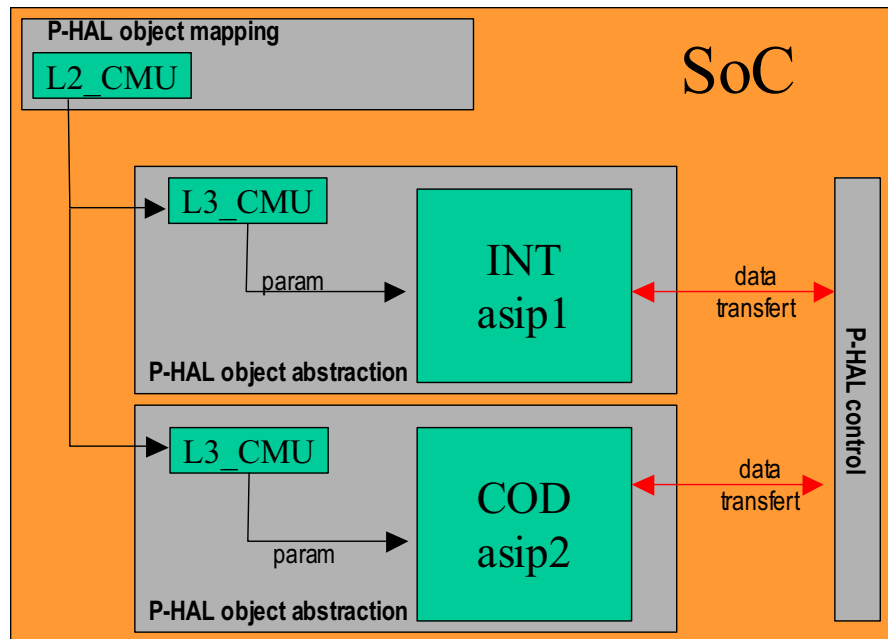 P-HAL object mapping
L2_CMU
SoC
L3_CMU
param
INT
asip1
data
transfert
P-HAL object abstraction
L3_CMU
param
COD
asip2
data
transfert
P-HAL object abstraction
P-HAL control